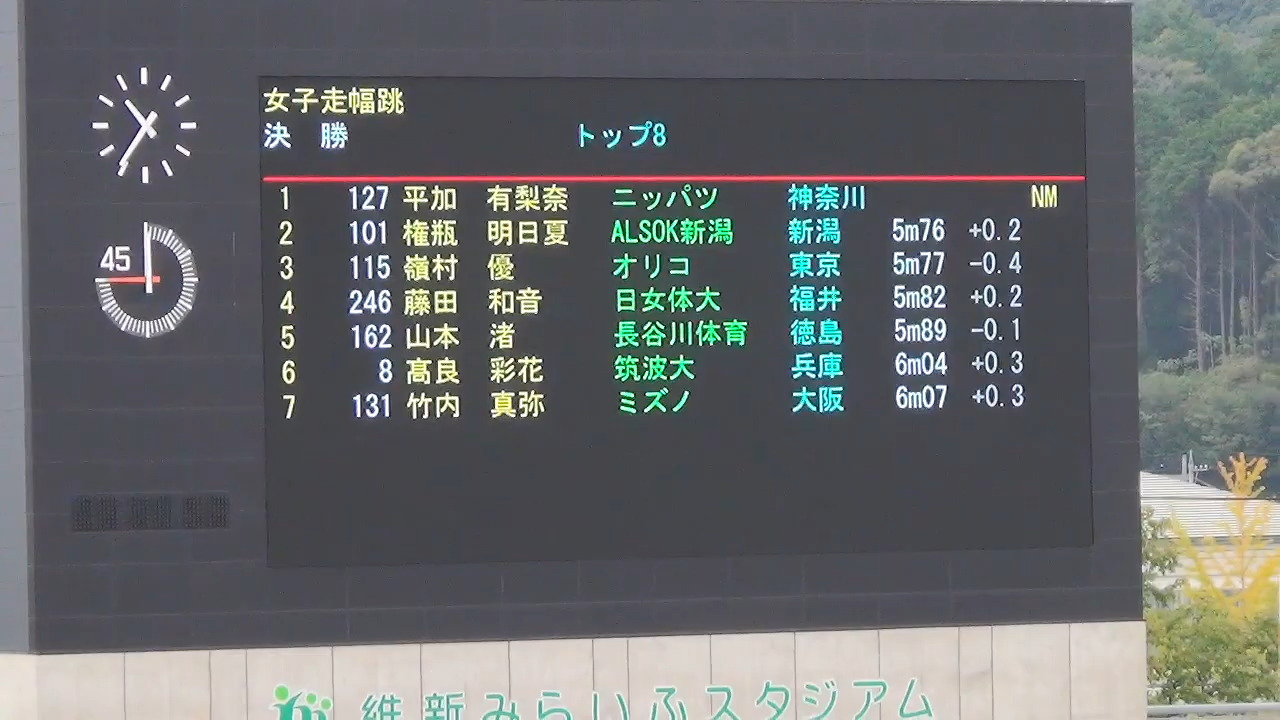 女子走幅跳
決 勝 トップ8
1 127 平加 有梨奈 ニッパツ 神奈川 NM
2 101 権瓶 明日夏 ALSOK新潟 新潟 5m76 +0.2
3 115 嶺村 優 オリコ 東京 5m77 -0.4
4 246 藤田 和音 日女体大 福井 5m82 +0.2
5 162 山本 渚 長谷川体育 徳島 5m89 -0.1
6 8 髙良 彩花 筑波大 兵庫 6m04 +0.3
7 131 竹内 真弥 ミズノ 大阪 6m07 +0.3
45
維新みらいふスタジアム